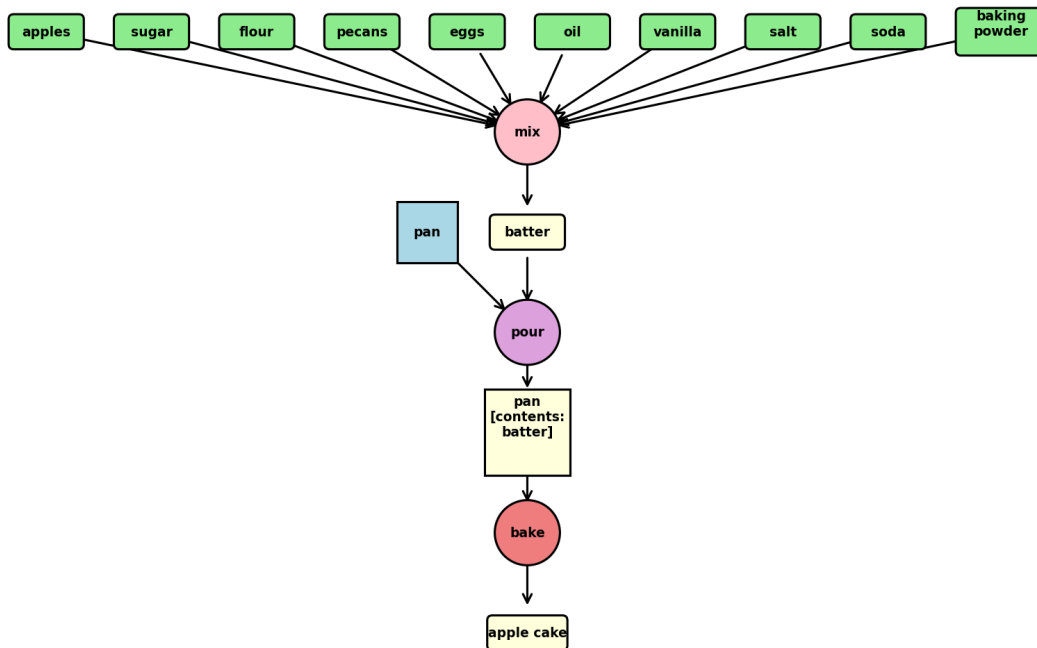 apples
sugar
flour
pecans
eggs
oil
vanilla
salt
soda
baking
powder
mix
pan
batter
pour
pan
[contents:
batter]
bake
apple cake